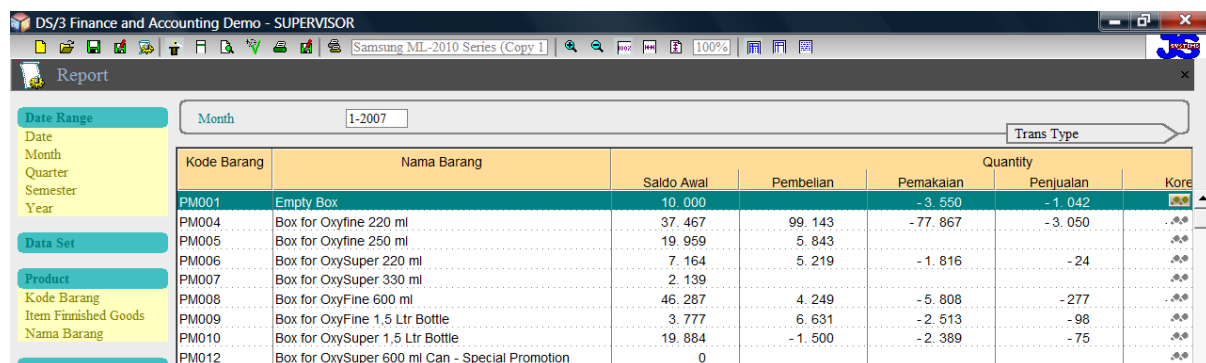 DS/3 Finance and Accounting Demo - SUPERVISOR
Samsung ML-2010 Series (Copy 1 100%
JS SYSTEMS
Report
Date Range
Date
Month
Quarter
Semester
Year
Data Set
Product
Kode Barang
Item Finnished Goods
Nama Barang
Month 1-2007
Trans Type
Kode Barang Nama Barang Quantity
Saldo Awal Pembelian Pemakaian Penjualan Kore
PM001 Empty Box 10. 000 - 3. 550 - 1. 042
PM004 Box for Oxyfine 220 ml 37. 467 99. 143 - 77. 867 - 3. 050
PM005 Box for Oxyfine 250 ml 19. 959 5. 843
PM006 Box for OxySuper 220 ml 7. 164 5. 219 - 1. 816 - 24
PM007 Box for OxySuper 330 ml 2. 139
PM008 Box for OxyFine 600 ml 46. 287 4. 249 - 5. 808 - 277
PM009 Box for OxyFine 1,5 Ltr Bottle 3. 777 6. 631 - 2. 513 - 98
PM010 Box for OxySuper 1,5 Ltr Bottle 19. 884 - 1. 500 - 2. 389 - 75
PM012 Box for OxySuper 600 ml Can - Special Promotion 0